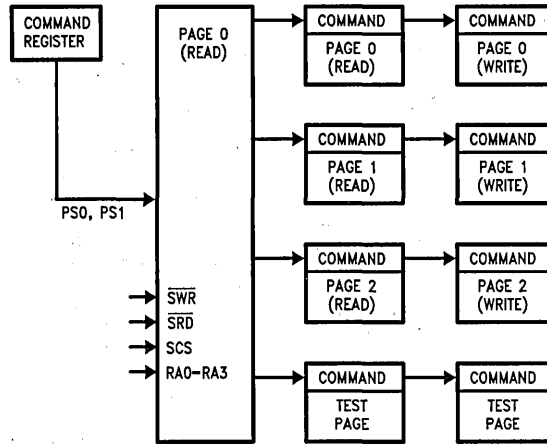 COMMAND
REGISTER
PS0, PS1
PAGE 0
(READ)
SWR
SRD
SCS
RA0-RA3
COMMAND
PAGE 0
(READ)
COMMAND
PAGE 0
(WRITE)
COMMAND
PAGE 1
(READ)
COMMAND
PAGE 1
(WRITE)
COMMAND
PAGE 2
(READ)
COMMAND
PAGE 2
(WRITE)
COMMAND
TEST
PAGE
COMMAND
TEST
PAGE